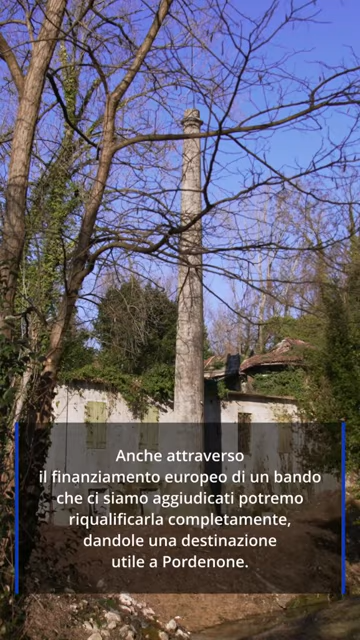 Anche attraverso
il finanziamento europeo di un bando
che ci siamo aggiudicati potremo
riqualificarla completamente,
dandole una destinazione
utile a Pordenone.